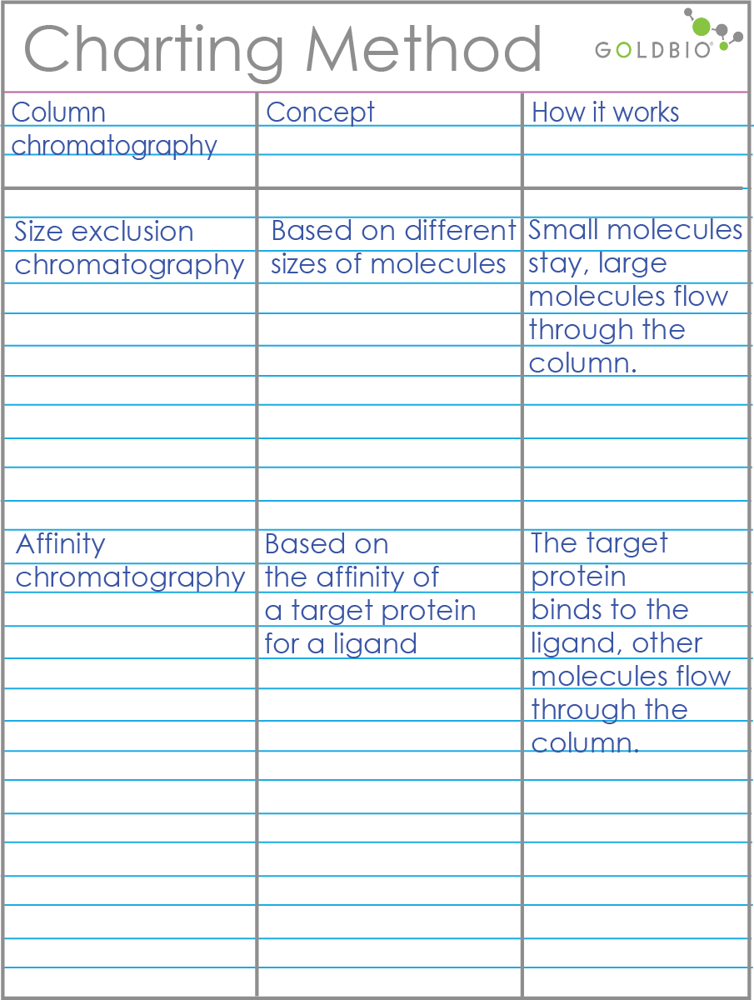 Charting Method
GOLDBIO®
Column
chromatography
Concept
How it works
Size exclusion
chromatography
Based on different
sizes of molecules
Small molecules
stay, large
molecules flow
through the
column.
Affinity
chromatography
Based on
the affinity of
a target protein
for a ligand
The target
protein
binds to the
ligand, other
molecules flow
through the
column.